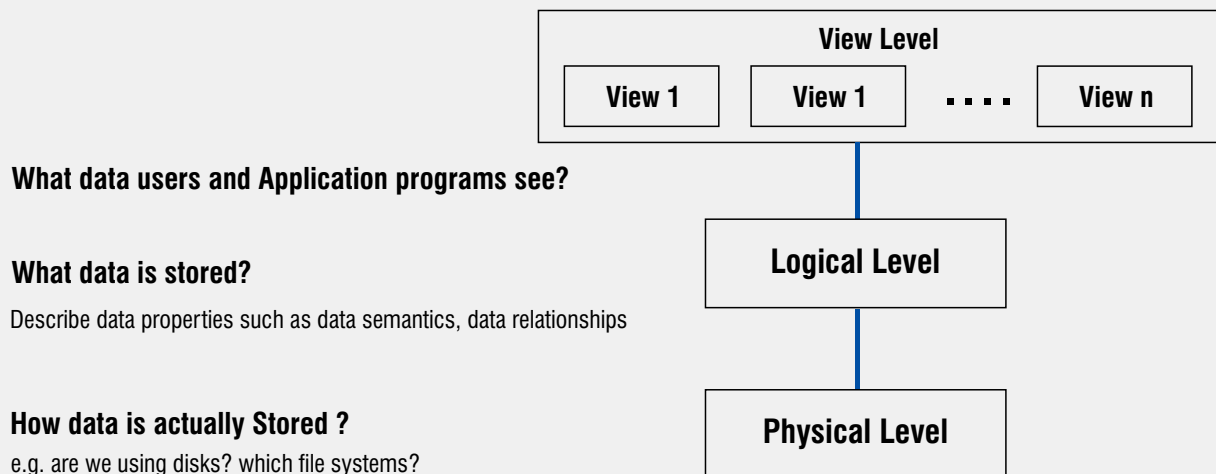 View Level
View 1
View 1
....
View n
What data users and Application programs see?
Logical Level
What data is stored?
Describe data properties such as data semantics, data relationships
Physical Level
How data is actually Stored ?
e.g. are we using disks? which file systems?